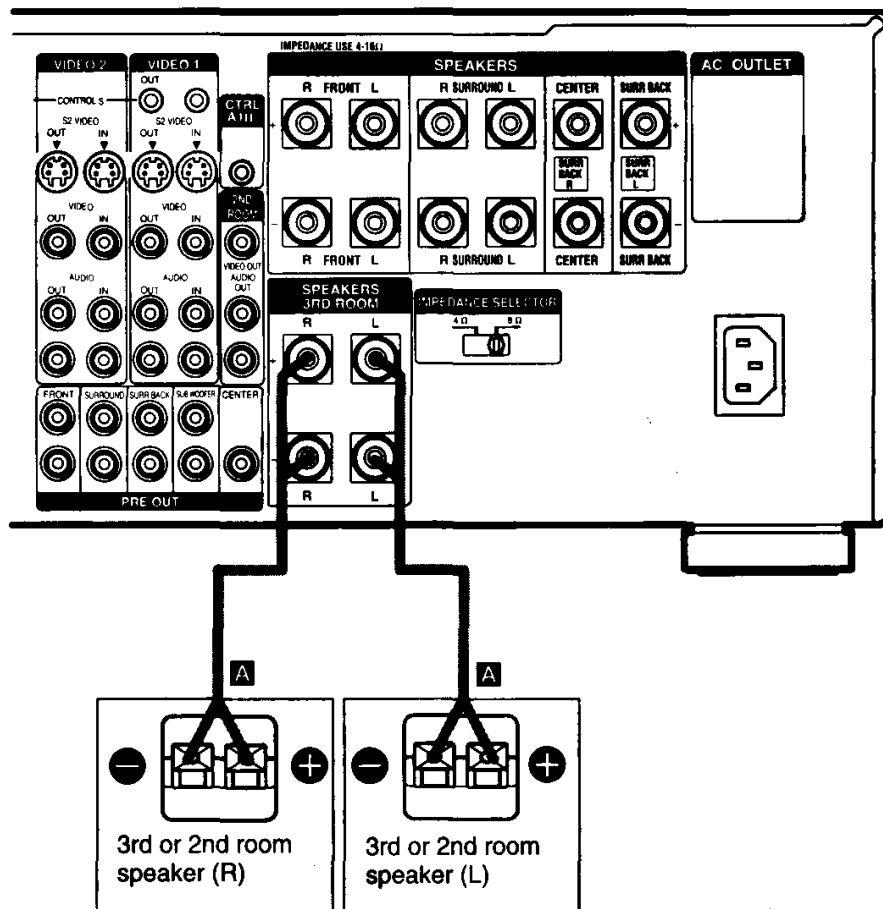 IMPEDANCE USE 4-16Ω
VIDEO 2 VIDEO 1
SPEAKERS
AC OUTLET
OUT
CONTROL S
CTRL
R FRONT L R SURROUND L CENTER SURR BACK
S2 VIDEO S2 VIDEO
OUT IN OUT IN
+ +
SURR BACK R
SURR BACK L
2ND ROOM
VIDEO VIDEO
OUT IN OUT IN
- -
VIDEO OUT
R FRONT L R SURROUND L CENTER SURR BACK
AUDIO AUDIO
AUDIO OUT
OUT IN OUT IN
SPEAKERS
3RD ROOM
IMPEDANCE SELECTOR
R L
4Ω 8Ω
+
FRONT SURROUND SURR BACK SUB WOOFER CENTER
-
R L
PRE OUT
A A
- + - +
3rd or 2nd room
speaker (R)
3rd or 2nd room
speaker (L)